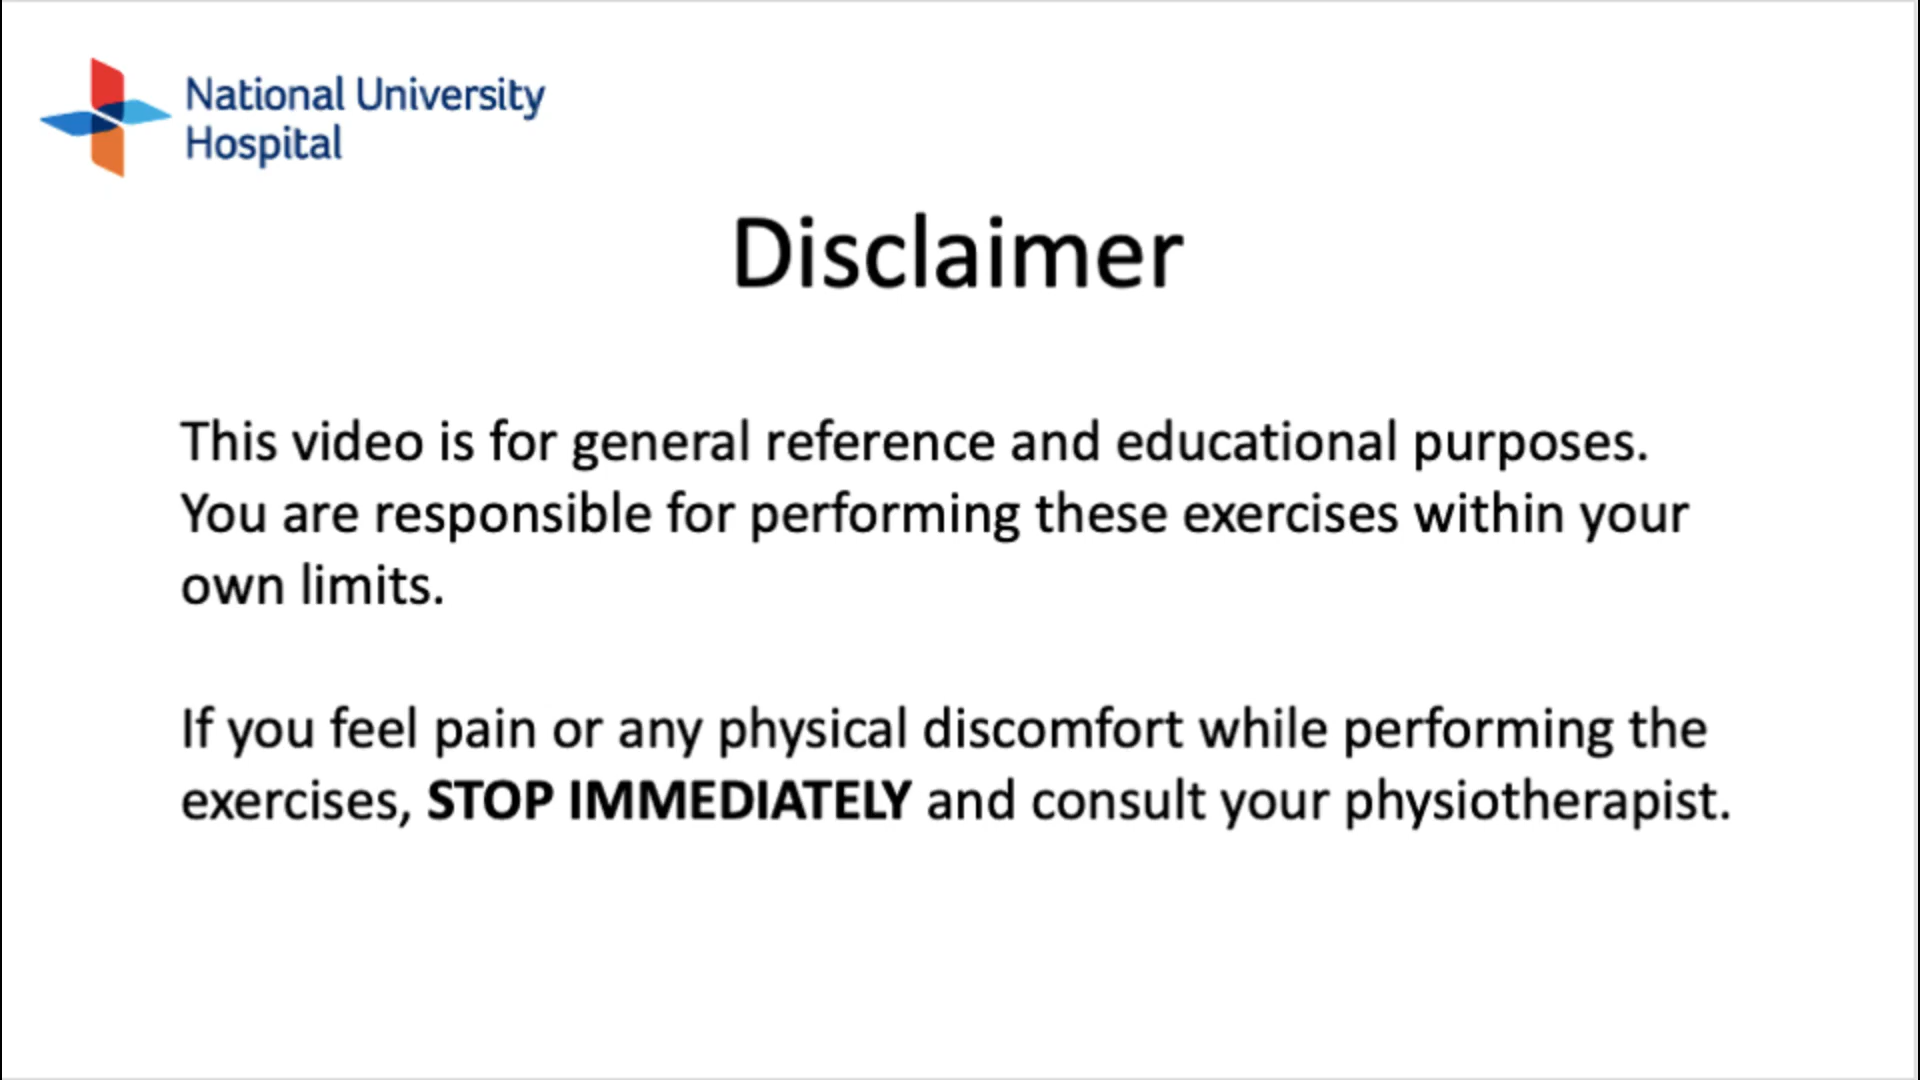 National University
Hospital
Disclaimer
This video is for general reference and educational purposes.
You are responsible for performing these exercises within your
own limits.
If you feel pain or any physical discomfort while performing the
exercises, STOP IMMEDIATELY and consult your physiotherapist.